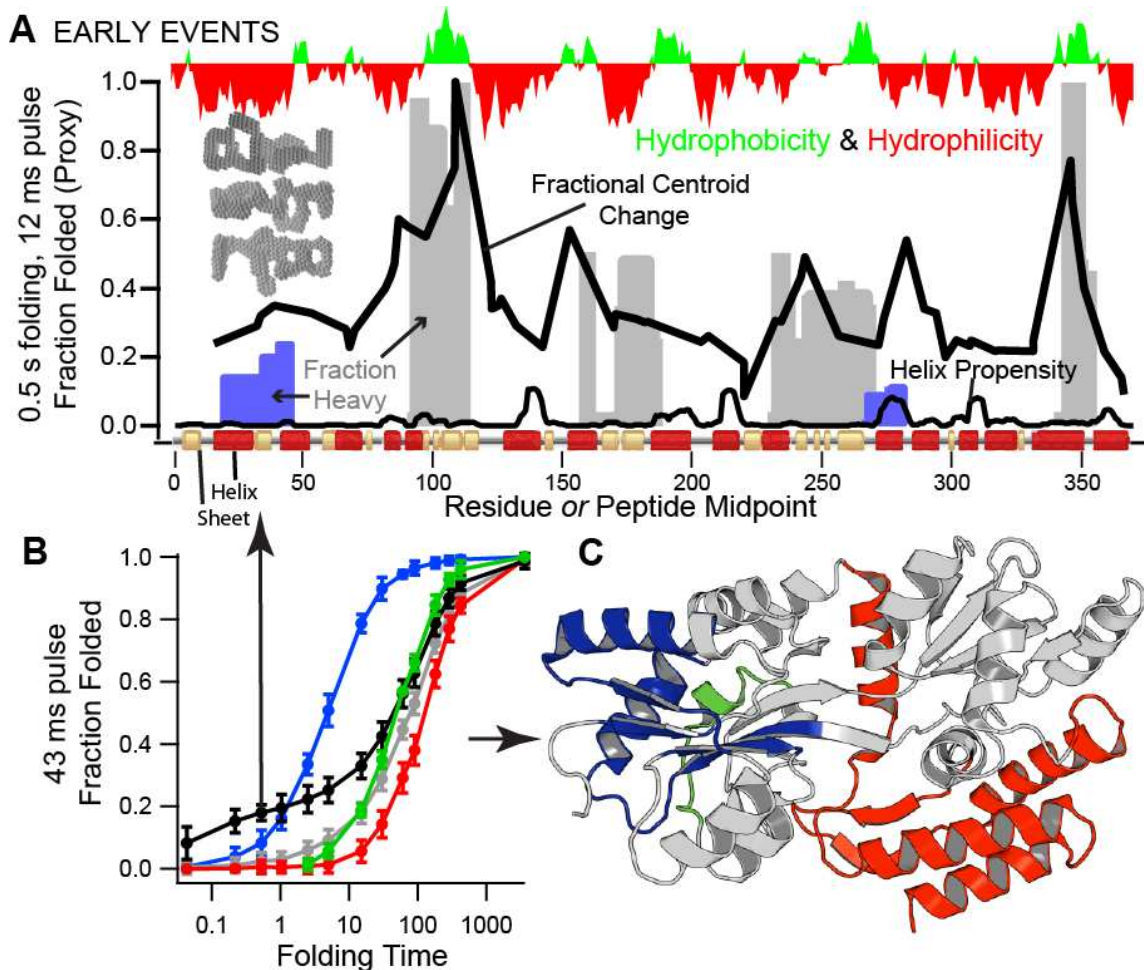 A EARLY EVENTS
0.5 s folding, 12 ms pulse
Fraction Folded (Proxy)
1.0
0.8
0.6
0.4
0.2
0.0
Hydrophobicity & Hydrophilicity
Fractional Centroid
Change
Fraction
Heavy
Helix Propensity
0 50 100 150 200 250 300 350
Helix
Sheet
Residue or Peptide Midpoint
B
43 ms pulse
Fraction Folded
1.0
0.8
0.6
0.4
0.2
0.0
0.1 1 10 100 1000
Folding Time
C